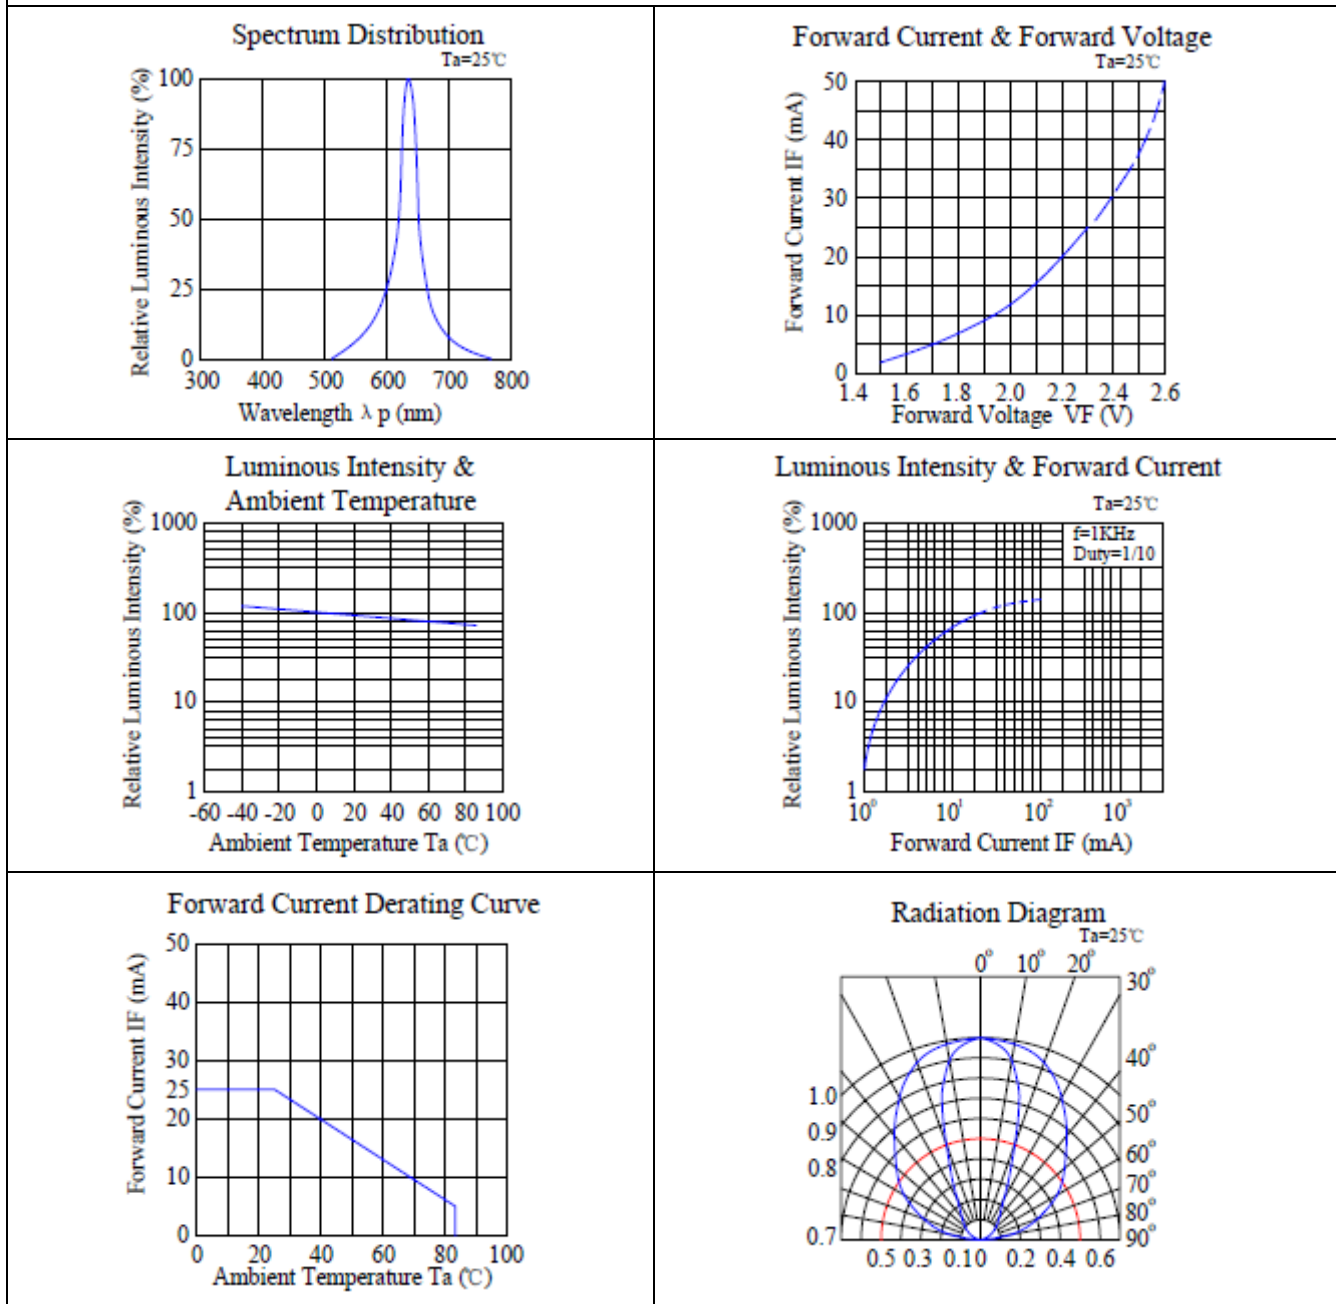 Spectrum Distribution
Ta=25℃
Relative Luminous Intensity (%)
100
75
50
25
0
300 400 500 600 700 800
Wavelength λ p (nm)
Forward Current & Forward Voltage
Ta=25℃
Forward Current IF (mA)
50
40
30
20
10
0
1.4 1.6 1.8 2.0 2.2 2.4 2.6
Forward Voltage VF (V)
Luminous Intensity &
Ambient Temperature
Relative Luminous Intensity (%)
1000
100
10
1
-60 -40 -20 0 20 40 60 80 100
Ambient Temperature Ta (℃)
Luminous Intensity & Forward Current
Ta=25℃
f=1KHz
Duty=1/10
Relative Luminous Intensity (%)
1000
100
10
1
10⁰ 10¹ 10² 10³
Forward Current IF (mA)
Forward Current Derating Curve
Forward Current IF (mA)
50
40
30
25
20
10
0
0 20 40 60 80 100
Ambient Temperature Ta (℃)
Radiation Diagram
Ta=25℃
0° 10° 20°
30°
40°
50°
60°
70°
80°
90°
1.0
0.9
0.8
0.7
0.5 0.3 0.1 0 0.2 0.4 0.6